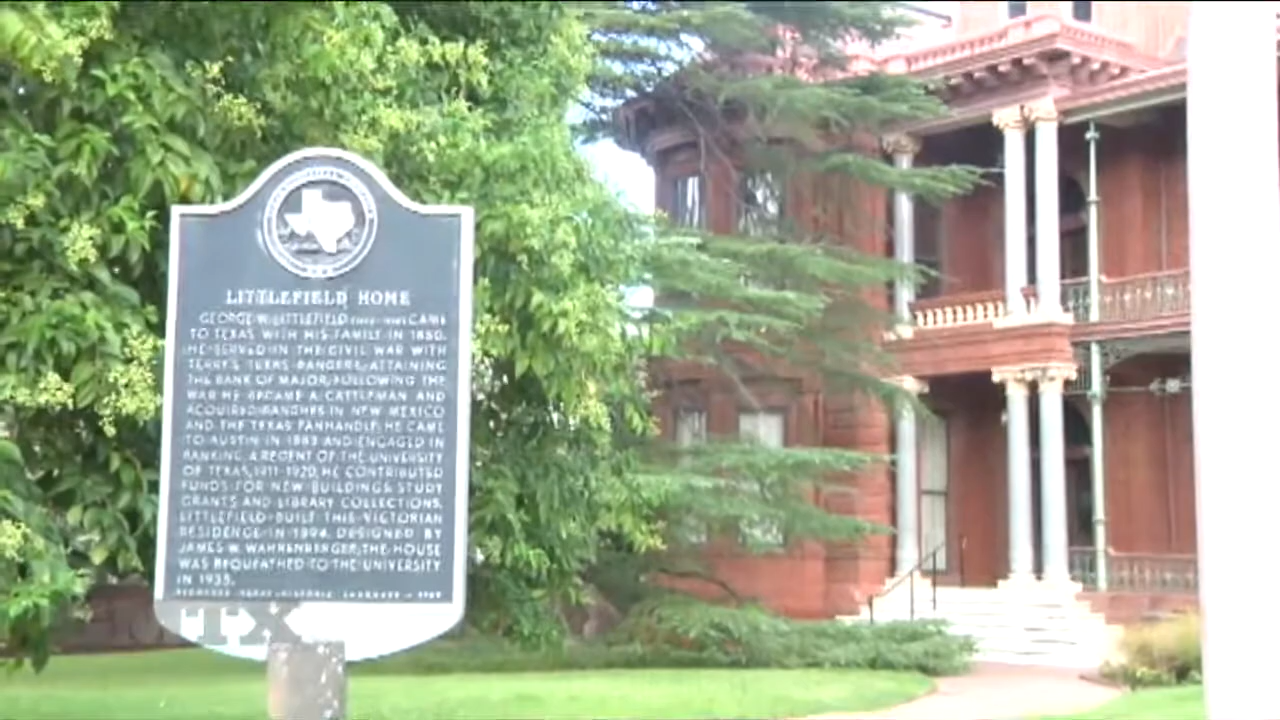 LITTLEFIELD HOME
GEORGE W. LITTLEFIELD CAME
TO TEXAS WITH HIS FAMILY IN 1850.
HE SERVED IN THE CIVIL WAR WITH
TERRY'S TEXAS RANGERS, ATTAINING
THE RANK OF MAJOR. FOLLOWING THE
WAR HE BECAME A CATTLEMAN AND
ACQUIRED RANCHES IN NEW MEXICO
AND THE TEXAS PANHANDLE. HE CAME
TO AUSTIN IN 1883 AND ENGAGED IN
BANKING. A REGENT OF THE UNIVERSITY
OF TEXAS, 1911-1920, HE CONTRIBUTED
FUNDS FOR NEW BUILDINGS, STUDY
GRANTS AND LIBRARY COLLECTIONS.
LITTLEFIELD BUILT THIS VICTORIAN
RESIDENCE IN 1894. DESIGNED BY
JAMES W. WAHRENBERGER, THE HOUSE
WAS BEQUEATHED TO THE UNIVERSITY
IN 1935.
TX